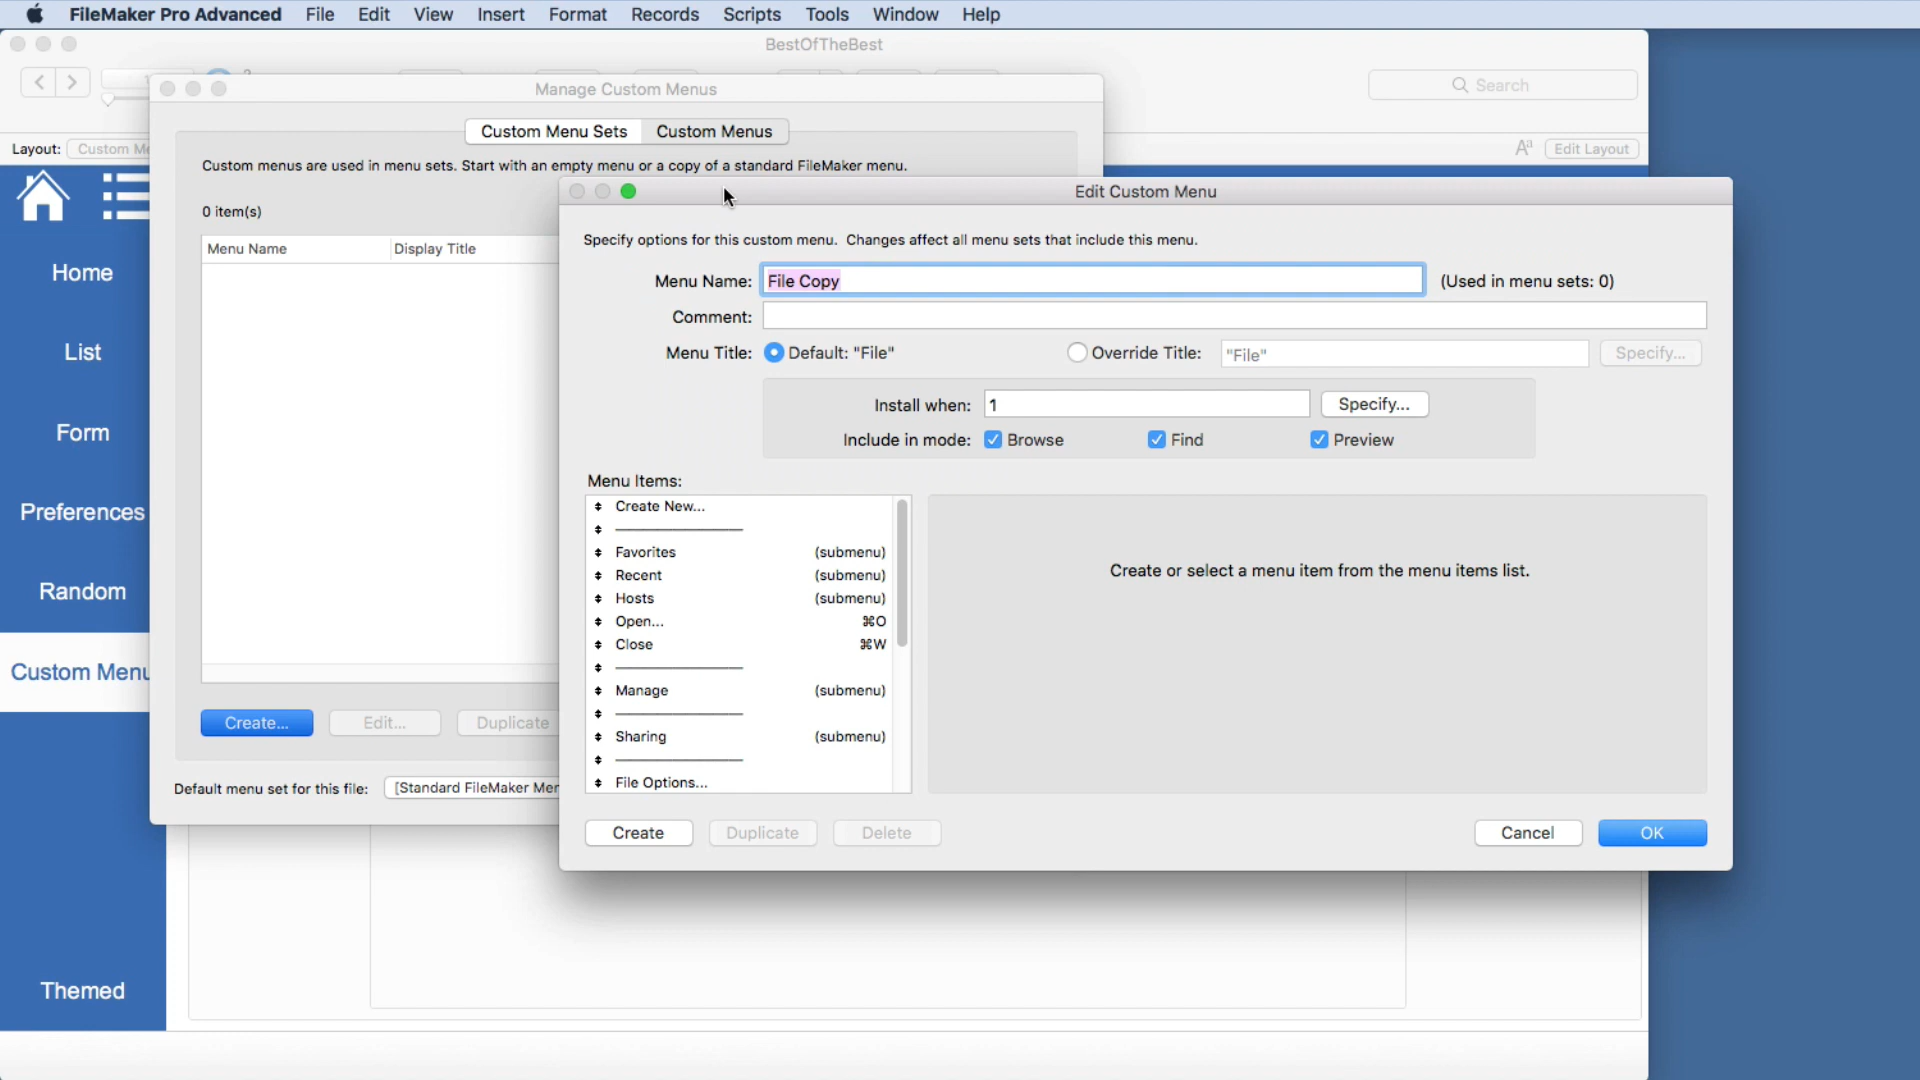 FileMaker Pro Advanced File Edit View Insert Format Records Scripts Tools Window Help
BestOfTheBest
Manage Custom Menus
Search
Custom Menu Sets Custom Menus
Layout: Custom Me Edit Layout
Custom menus are used in menu sets. Start with an empty menu or a copy of a standard FileMaker menu.
Edit Custom Menu
0 item(s)
Menu Name Display Title
Specify options for this custom menu. Changes affect all menu sets that include this menu.
Menu Name: File Copy (Used in menu sets: 0)
Comment:
Menu Title: Default: "File" Override Title: "File" Specify...
Install when: 1 Specify...
Include in mode: Browse Find Preview
Menu Items:
Create New...
Favorites (submenu)
Recent (submenu)
Hosts (submenu)
Open... ⌘O
Close ⌘W
Manage (submenu)
Sharing (submenu)
File Options...
Create or select a menu item from the menu items list.
Create Duplicate Delete Cancel OK
Create... Edit... Duplicate
Default menu set for this file: [Standard FileMaker Mer
Home
List
Form
Preferences
Random
Custom Menu
Themed